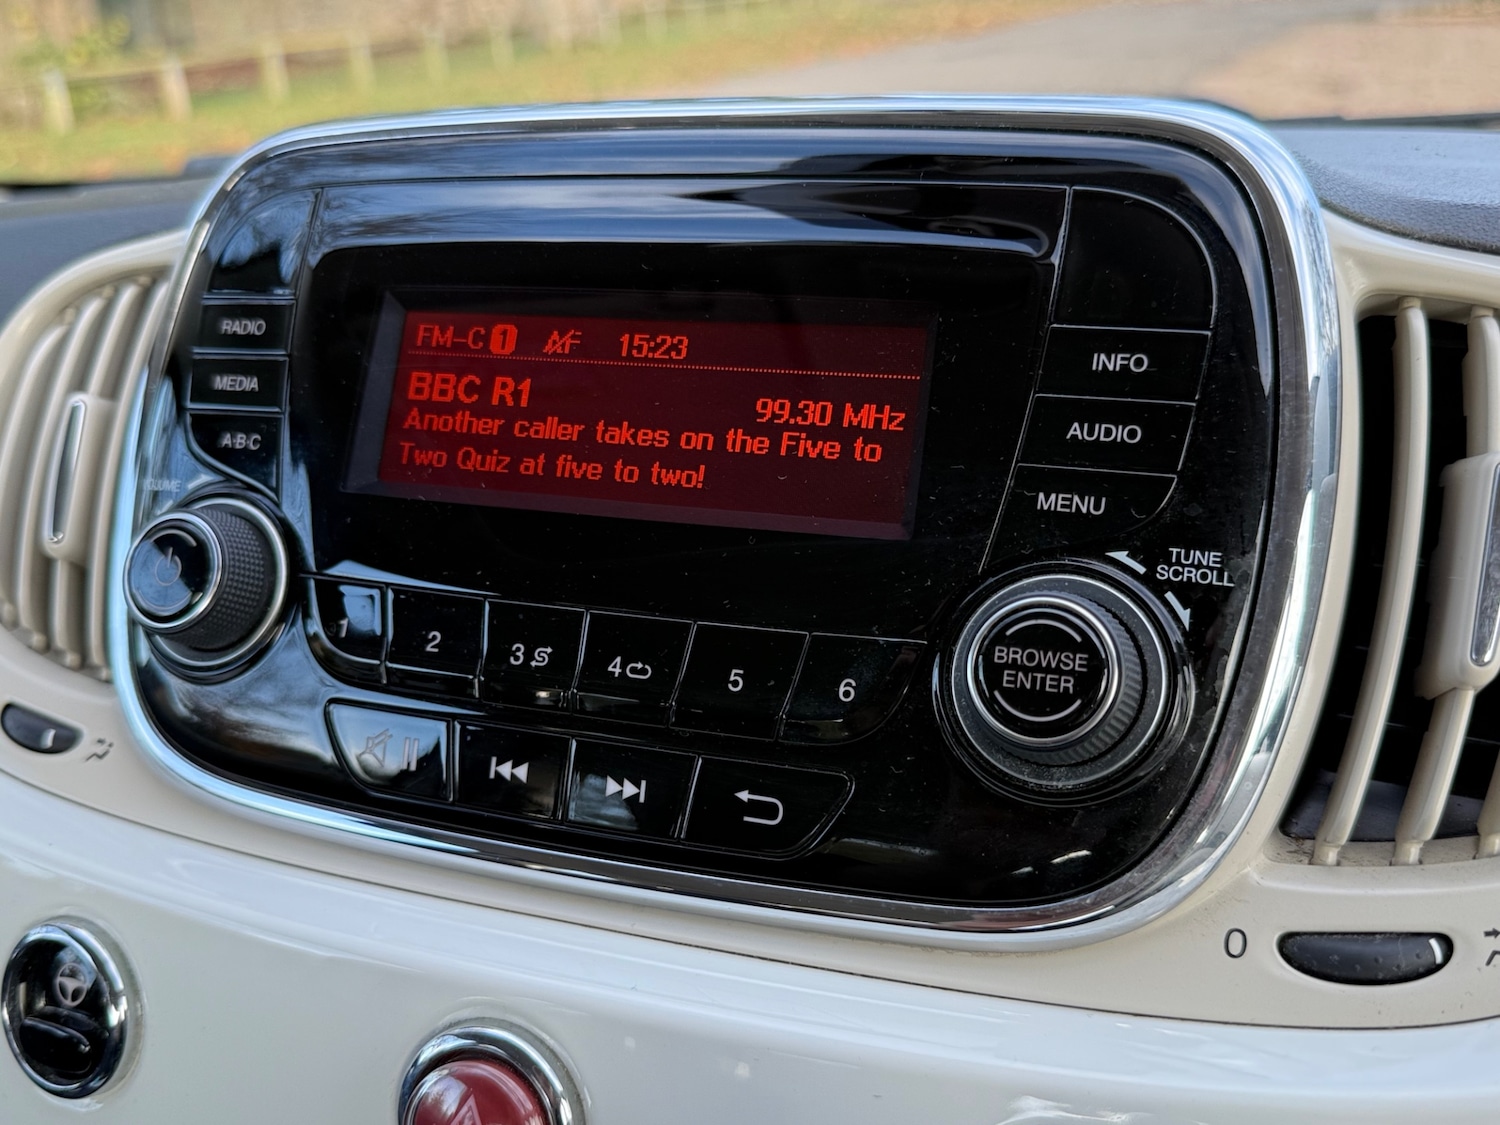 FM-C 1 AF 15:23
BBC R1
99.30 MHz
Another caller takes on the Five to
Two Quiz at five to two!
RADIO
MEDIA
A·B·C
VOLUME
INFO
AUDIO
MENU
TUNE
SCROLL
BROWSE
ENTER
1 2 3 4 5 6
0